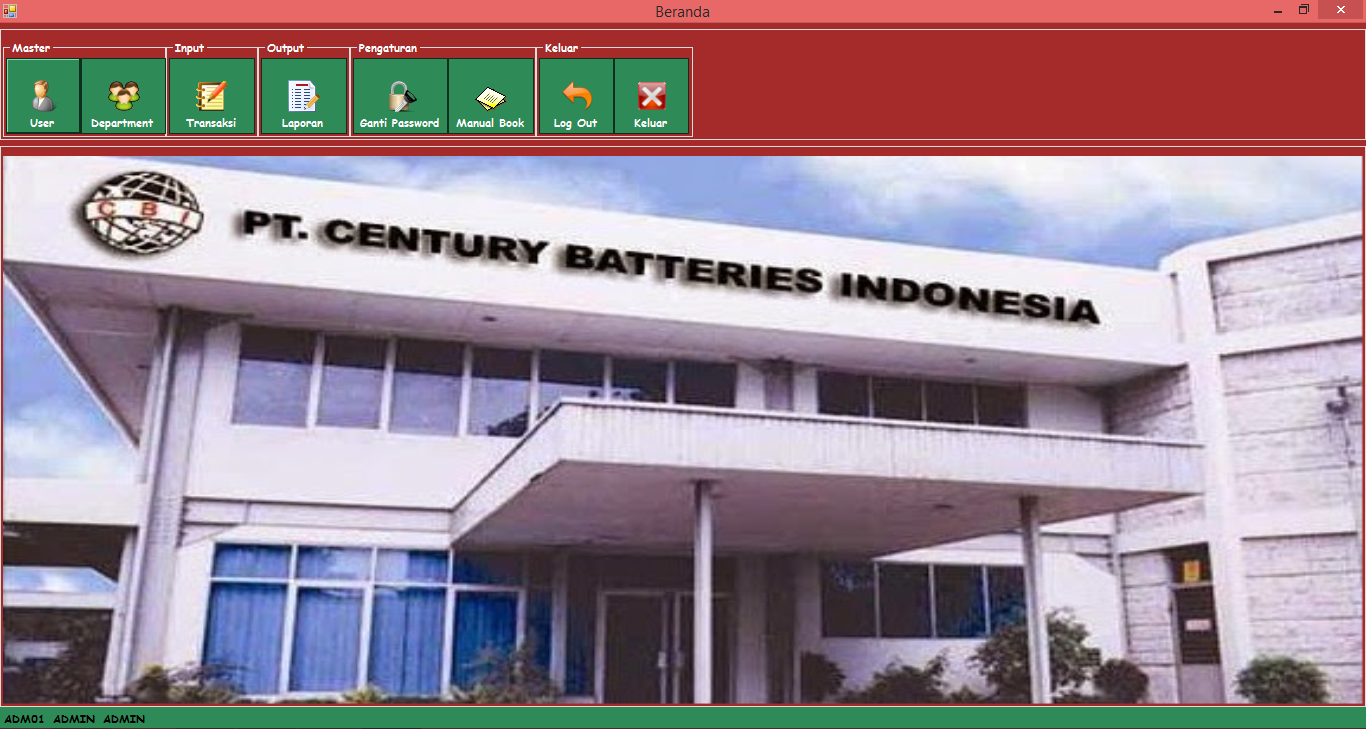 Beranda
Master
Input
Output
Pengaturan
Keluar
User
Department
Transaksi
Laporan
Ganti Password
Manual Book
Log Out
Keluar
C B I
PT. CENTURY BATTERIES INDONESIA
ADM01 ADMIN ADMIN